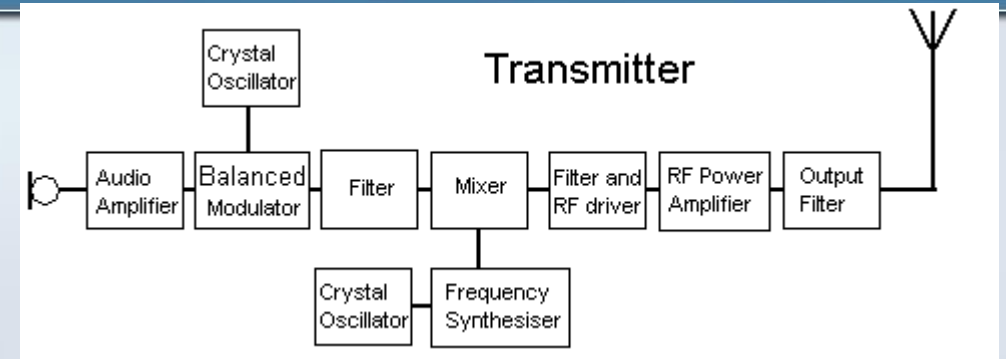 Crystal
Oscillator
Transmitter
Audio
Amplifier
Balanced
Modulator
Filter
Mixer
Filter and
RF driver
RF Power
Amplifier
Output
Filter
Crystal
Oscillator
Frequency
Synthesiser